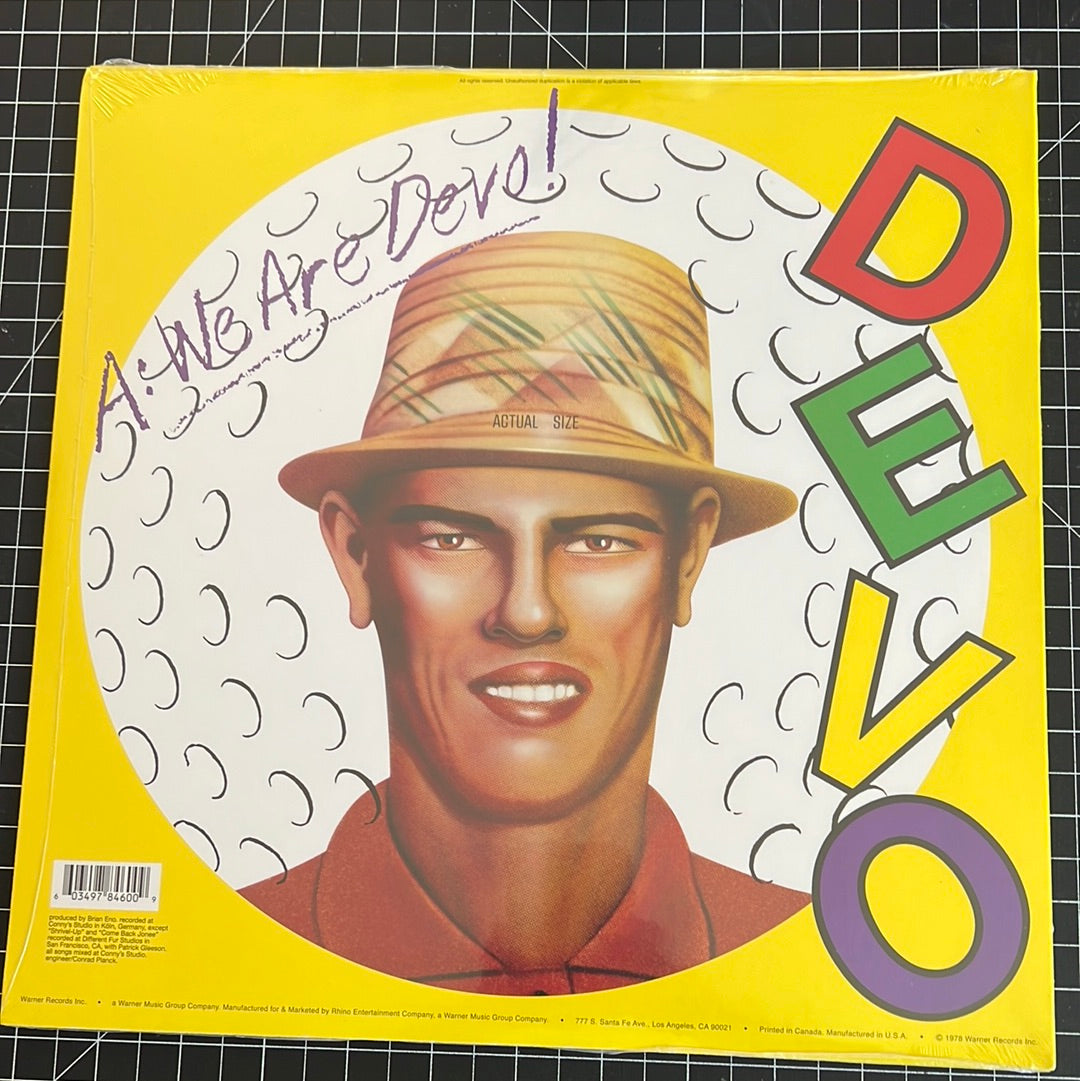 All rights reserved. Unauthorized duplication is a violation of applicable laws.
A: We Are Devo!
DEVO
ACTUAL SIZE
6 03497 84600 9
produced by Brian Eno. recorded at
Conny's Studio in Köln, Germany, except
"Shrivel-Up" and "Come Back Jonee"
recorded at Different Fur Studios in
San Francisco, CA, with Patrick Gleeson.
all songs mixed at Conny's Studio.
engineer/Conrad Planck.
Warner Records Inc. • a Warner Music Group Company. Manufactured for & Marketed by Rhino Entertainment Company, a Warner Music Group Company. • 777 S. Santa Fe Ave., Los Angeles, CA 90021 • Printed in Canada. Manufactured in U.S.A. • © 1978 Warner Records Inc.